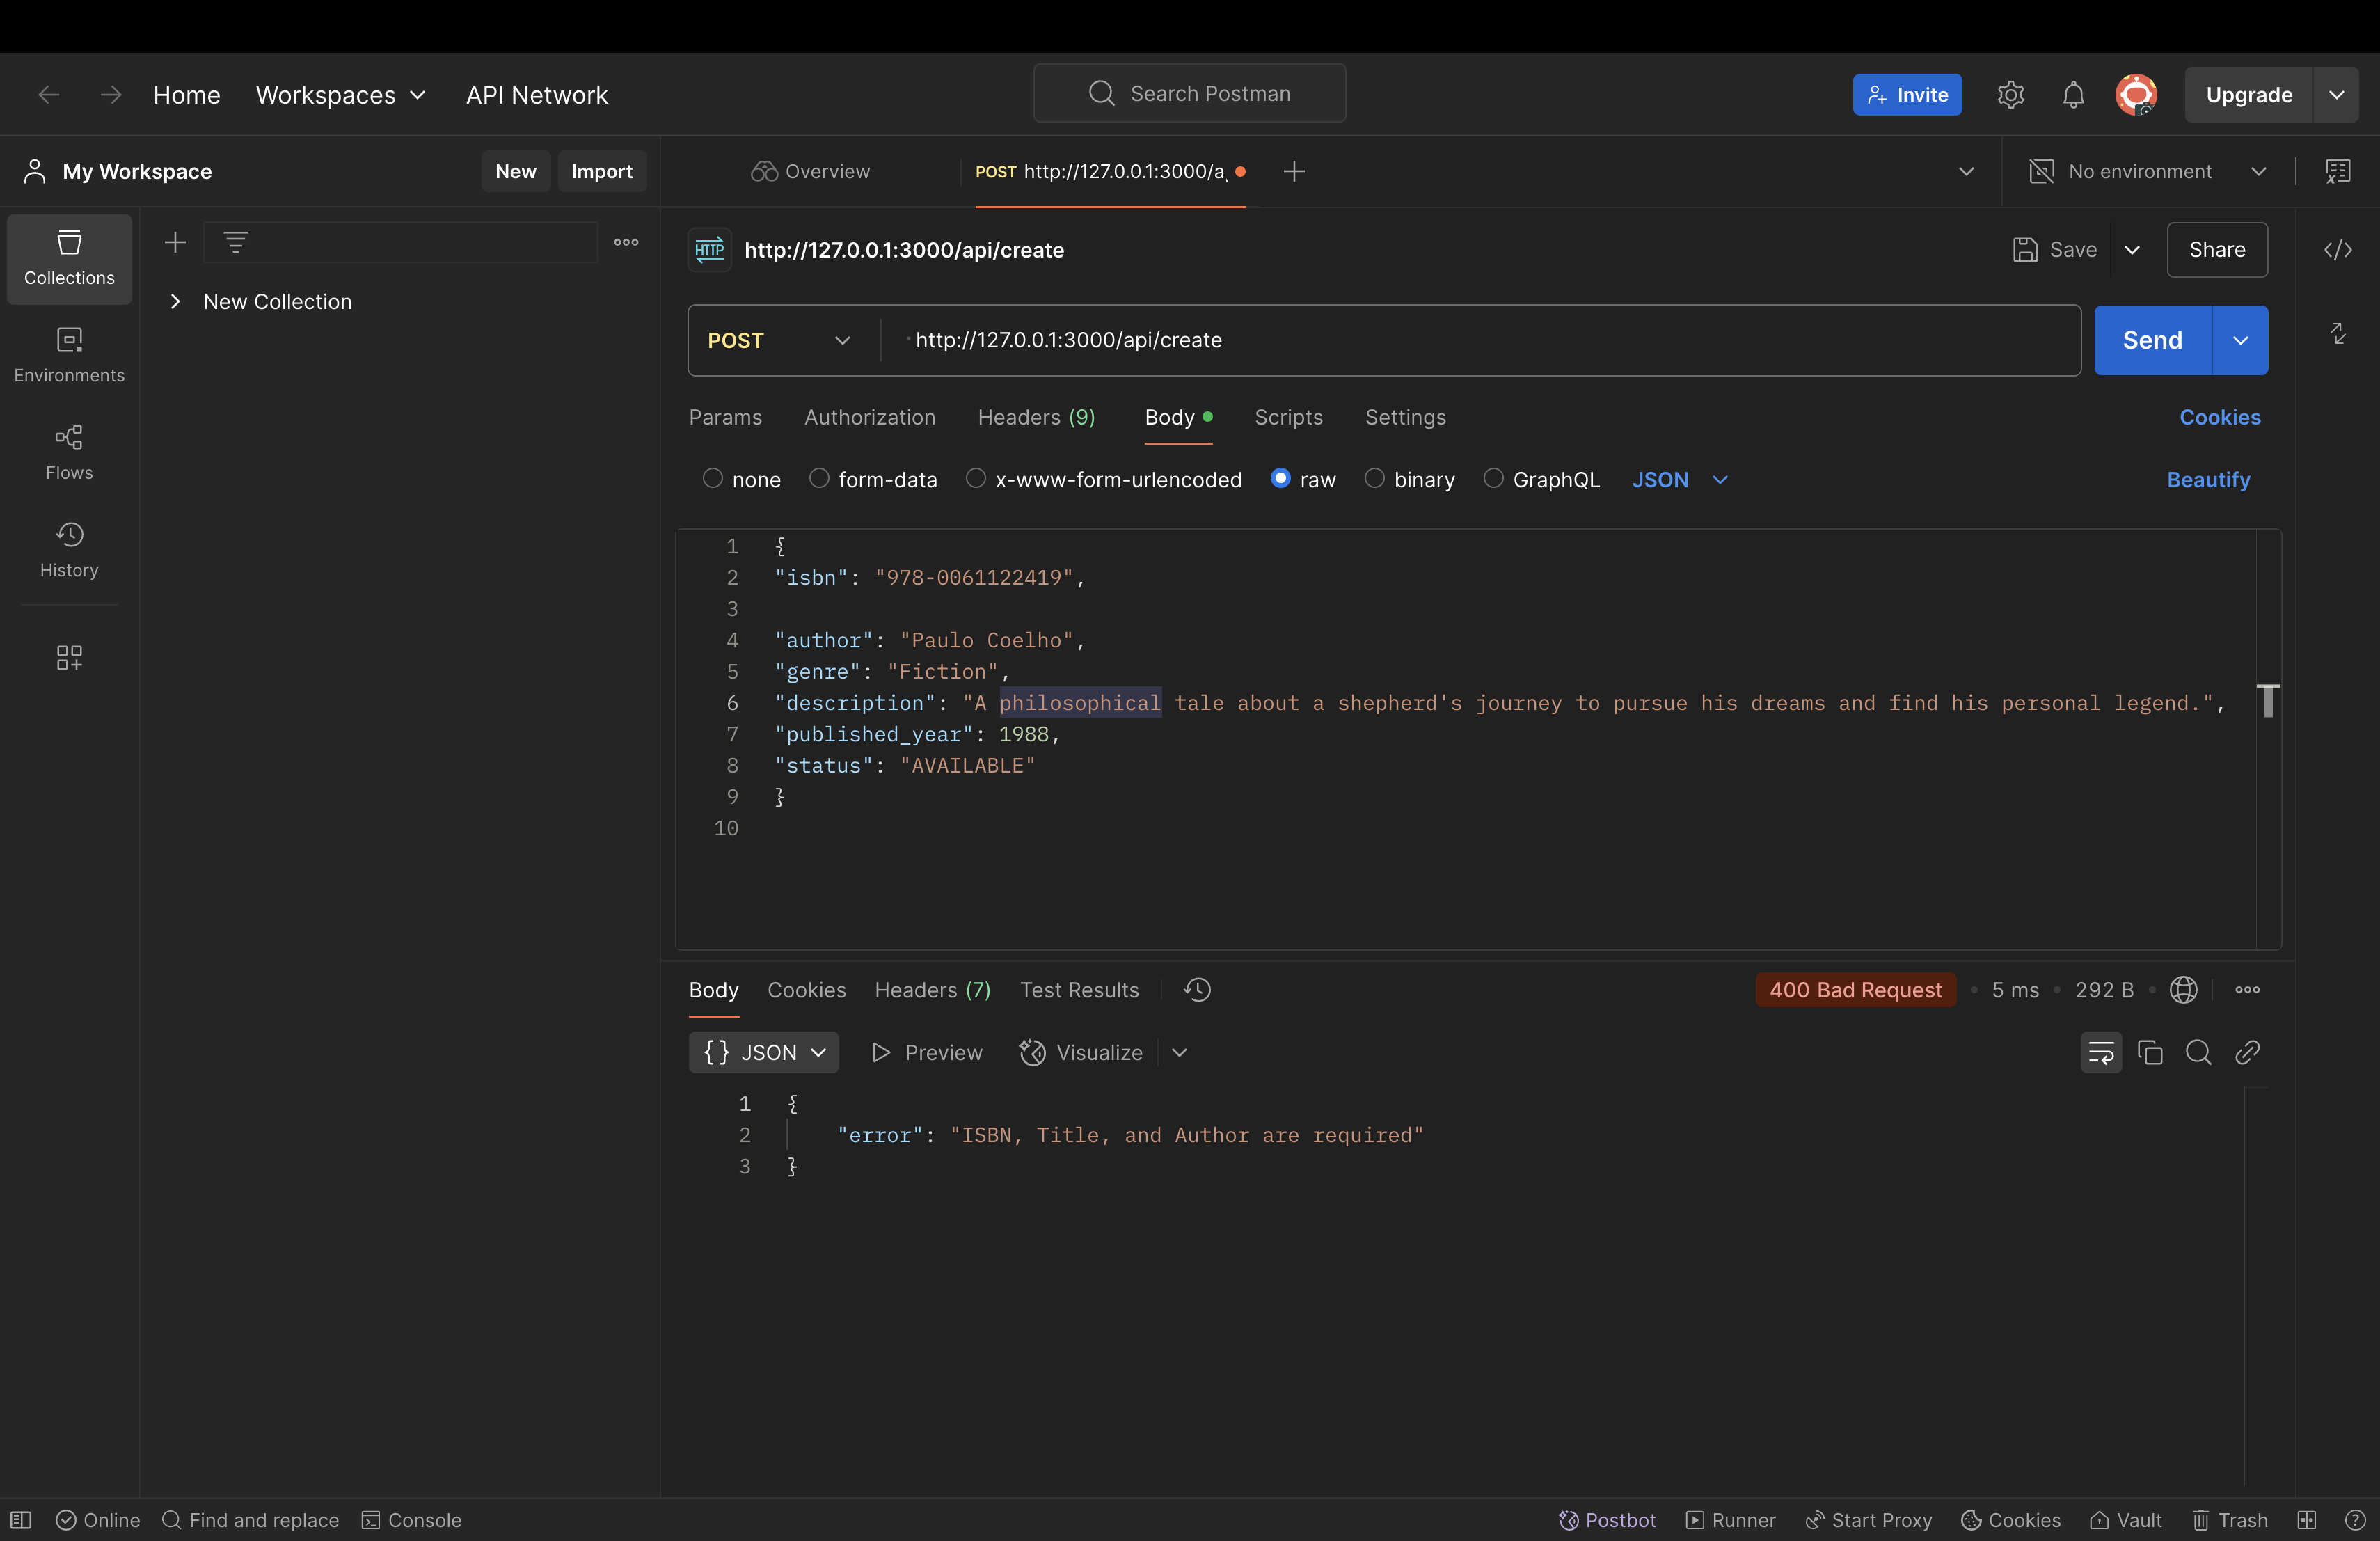 Home Workspaces API Network Search Postman Invite Upgrade
My Workspace New Import Overview POST http://127.0.0.1:3000/a No environment
Collections
New Collection
Environments
Flows
History
HTTP http://127.0.0.1:3000/api/create Save Share
POST http://127.0.0.1:3000/api/create Send
Params Authorization Headers (9) Body Scripts Settings Cookies
none form-data x-www-form-urlencoded raw binary GraphQL JSON Beautify
1 {
2 "isbn": "978-0061122419",
3
4 "author": "Paulo Coelho",
5 "genre": "Fiction",
6 "description": "A philosophical tale about a shepherd's journey to pursue his dreams and find his personal legend.",
7 "published_year": 1988,
8 "status": "AVAILABLE"
9 }
10
Body Cookies Headers (7) Test Results 400 Bad Request • 5 ms • 292 B •
{} JSON Preview Visualize
1 {
2 "error": "ISBN, Title, and Author are required"
3 }
Online Find and replace Console Postbot Runner Start Proxy Cookies Vault Trash